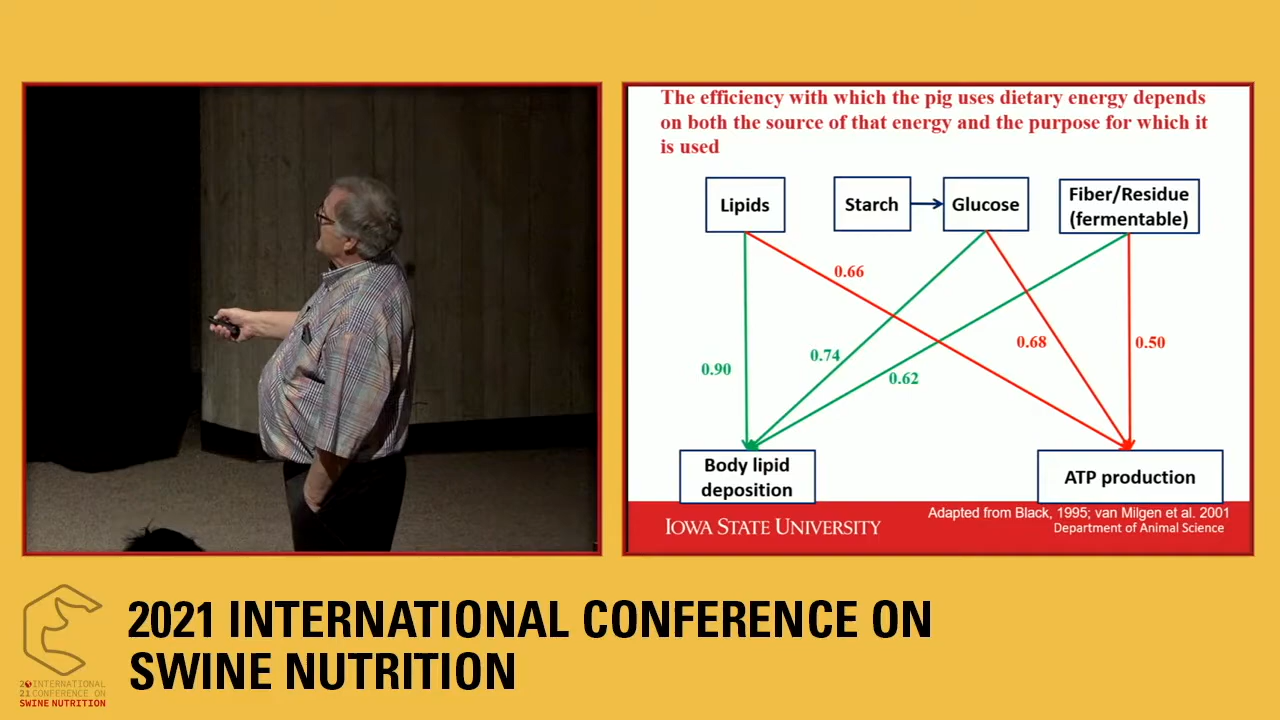 The efficiency with which the pig uses dietary energy depends
on both the source of that energy and the purpose for which it
is used
Lipids
Starch
Glucose
Fiber/Residue
(fermentable)
0.66
0.90
0.74
0.62
0.68
0.50
Body lipid
deposition
ATP production
Adapted from Black, 1995; van Milgen et al. 2001
IOWA STATE UNIVERSITY
Department of Animal Science
2021 INTERNATIONAL CONFERENCE ON
SWINE NUTRITION
20 INTERNATIONAL
21 CONFERENCE ON
SWINE NUTRITION